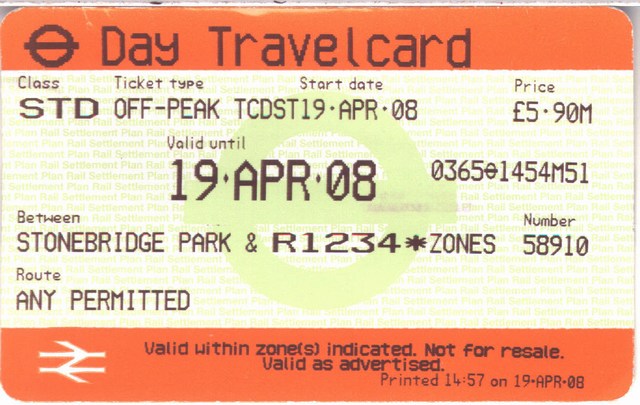 Day Travelcard
Class Ticket type Start date Price
STD OFF-PEAK TCDST19·APR·08 £5·90M
Valid until
19·APR·08 0365⊖1454M51
Between Number
STONEBRIDGE PARK & R1234*ZONES 58910
Route
ANY PERMITTED
Valid within zone(s) indicated. Not for resale.
Valid as advertised.
Printed 14:57 on 19·APR·08